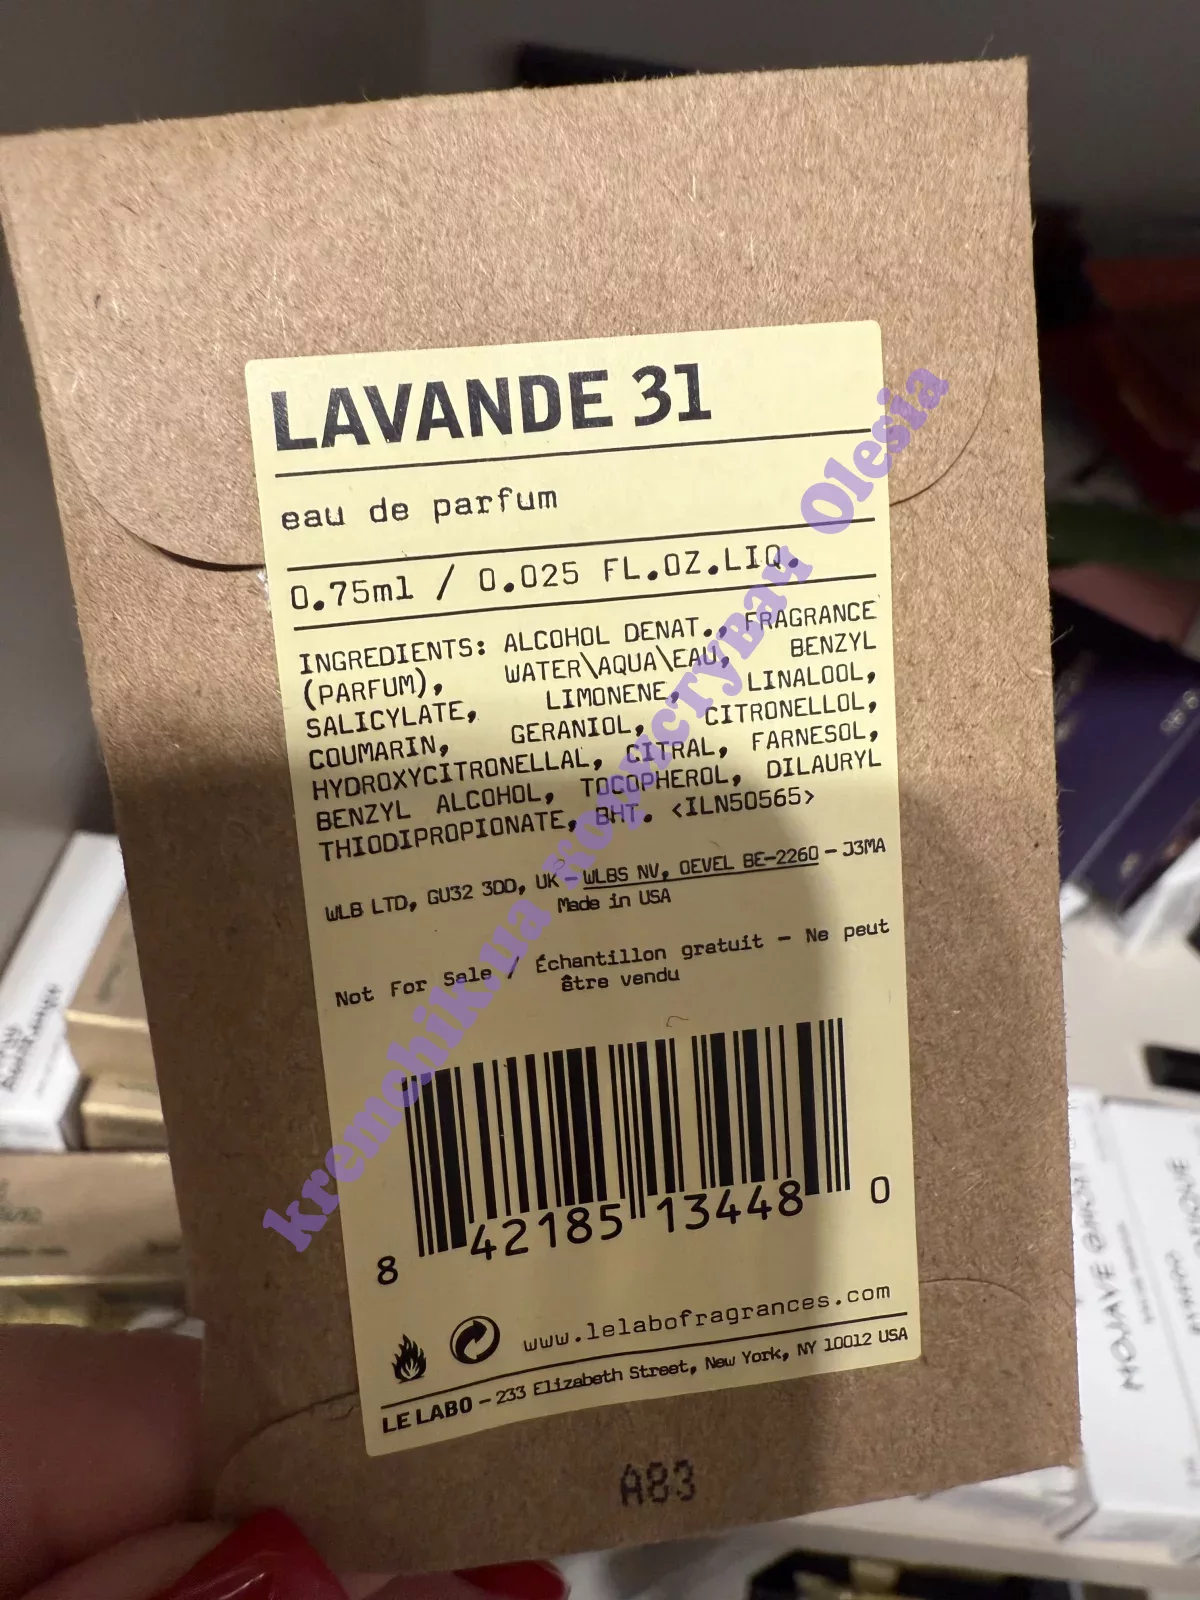 LAVANDE 31
eau de parfum
0.75ml / 0.025 FL.OZ.LIQ.
INGREDIENTS: ALCOHOL DENAT., FRAGRANCE
(PARFUM), WATER\AQUA\EAU, BENZYL
SALICYLATE, LIMONENE, LINALOOL,
COUMARIN, GERANIOL, CITRONELLOL,
HYDROXYCITRONELLAL, CITRAL, FARNESOL,
BENZYL ALCOHOL, TOCOPHEROL, DILAURYL
THIODIPROPIONATE, BHT. <ILN50565>
WLB LTD, GU32 3DD, UK – WLBS NV, OEVEL BE-2260 – J3MA
Made in USA
Not For Sale / Échantillon gratuit – Ne peut
être vendu
8 42185 13448 0
www.lelabofragrances.com
LE LABO – 233 Elizabeth Street, New York, NY 10012 USA
A83
kremchik.ua Користувач Olesia